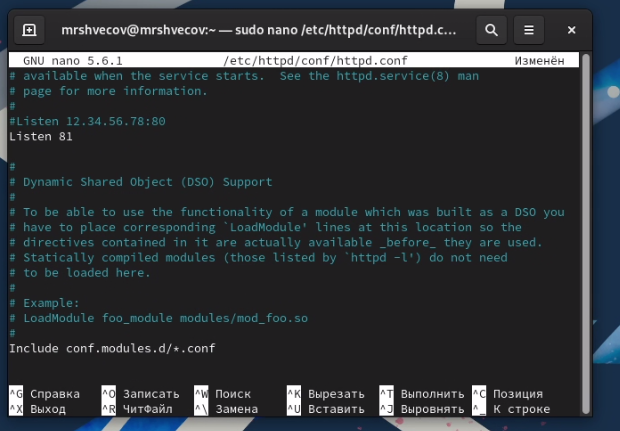 mrshvecov@mrshvecov:~ — sudo nano /etc/httpd/conf/httpd.c...
GNU nano 5.6.1 /etc/httpd/conf/httpd.conf Изменён
# available when the service starts.  See the httpd.service(8) man
# page for more information.
#
#Listen 12.34.56.78:80
Listen 81

#
# Dynamic Shared Object (DSO) Support
#
# To be able to use the functionality of a module which was built as a DSO you
# have to place corresponding `LoadModule' lines at this location so the
# directives contained in it are actually available _before_ they are used.
# Statically compiled modules (those listed by `httpd -l') do not need
# to be loaded here.
#
# Example:
# LoadModule foo_module modules/mod_foo.so
#
Include conf.modules.d/*.conf

^G Справка ^O Записать ^W Поиск ^K Вырезать ^T Выполнить ^C Позиция
^X Выход ^R ЧитФайл ^\ Замена ^U Вставить ^J Выровнять ^_ К строке